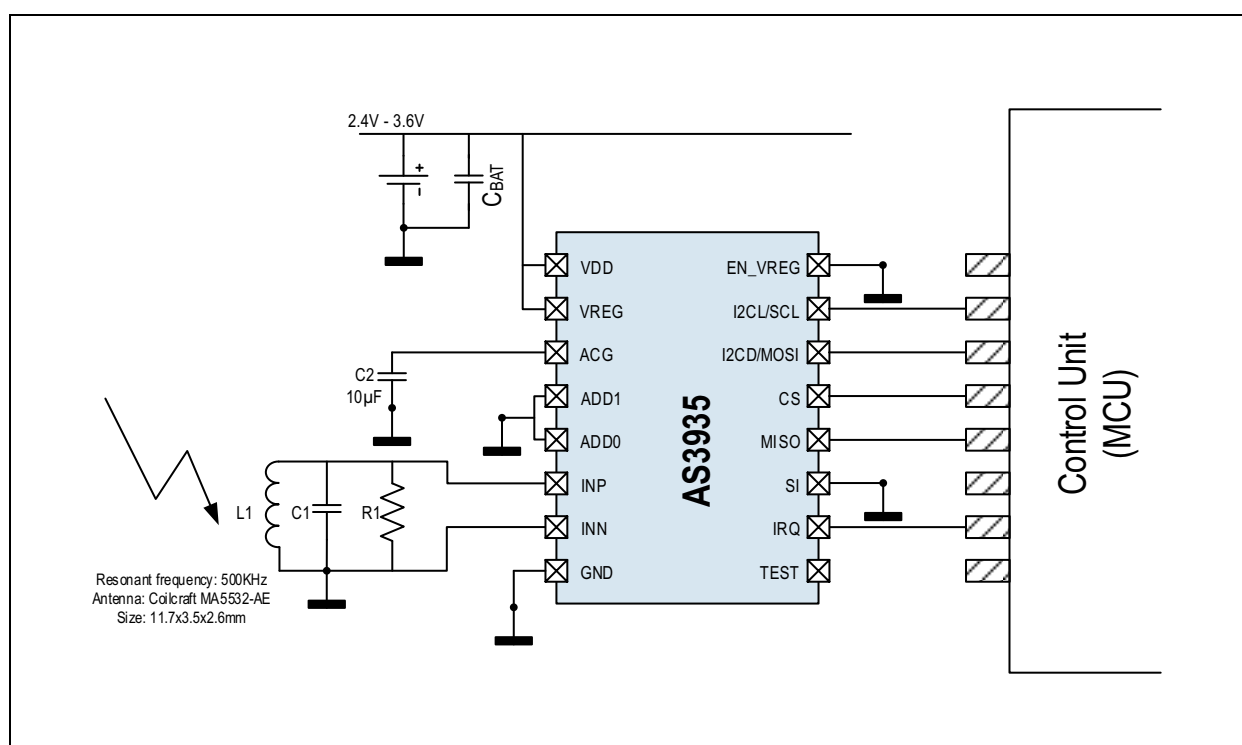 2.4V - 3.6V
+
–
CBAT
VDD
VREG
ACG
ADD1
ADD0
INP
INN
GND
AS3935
EN_VREG
I2CL/SCL
I2CD/MOSI
CS
MISO
SI
IRQ
TEST
C2
10µF
L1
C1
R1
Resonant frequency: 500KHz
Antenna: Coilcraft MA5532-AE
Size: 11.7x3.5x2.6mm
Control Unit
(MCU)